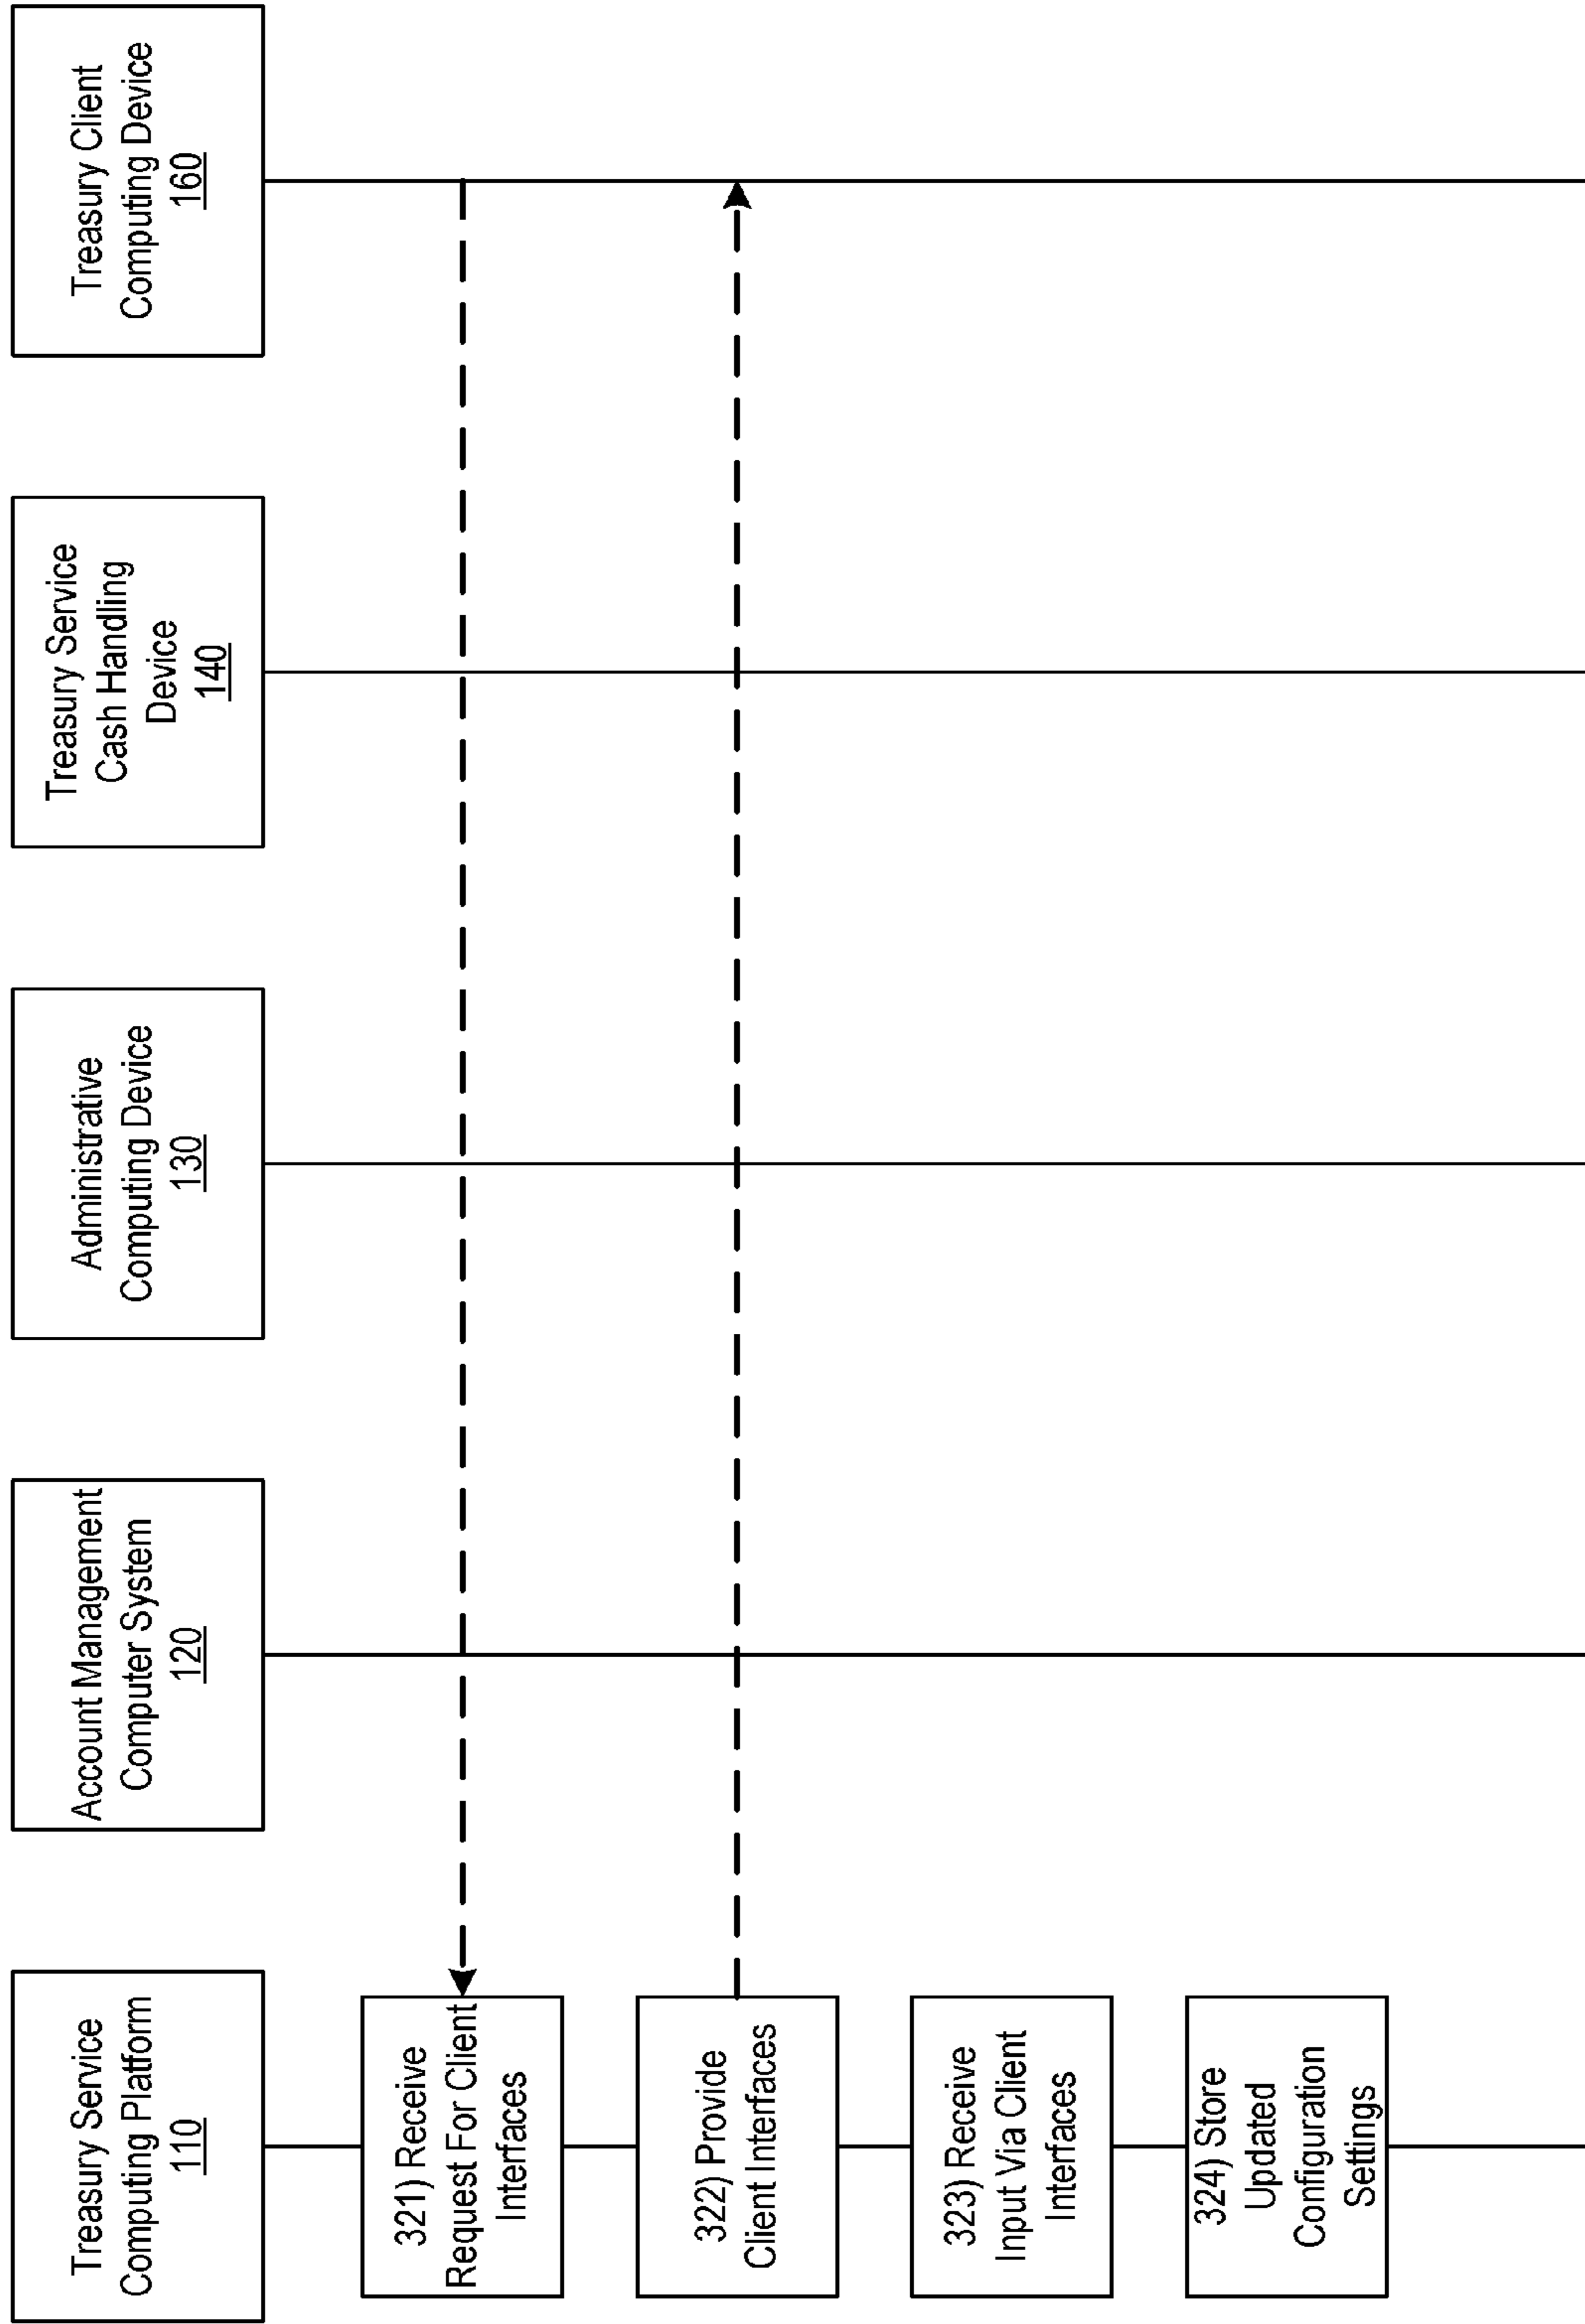 Treasury Service
Computing Platform
110
Account Management
Computer System
120
Administrative
Computing Device
130
Treasury Service
Cash Handling
Device
140
Treasury Client
Computing Device
160
321) Receive
Request For Client
Interfaces
322) Provide
Client Interfaces
323) Receive
Input Via Client
Interfaces
324) Store
Updated
Configuration
Settings